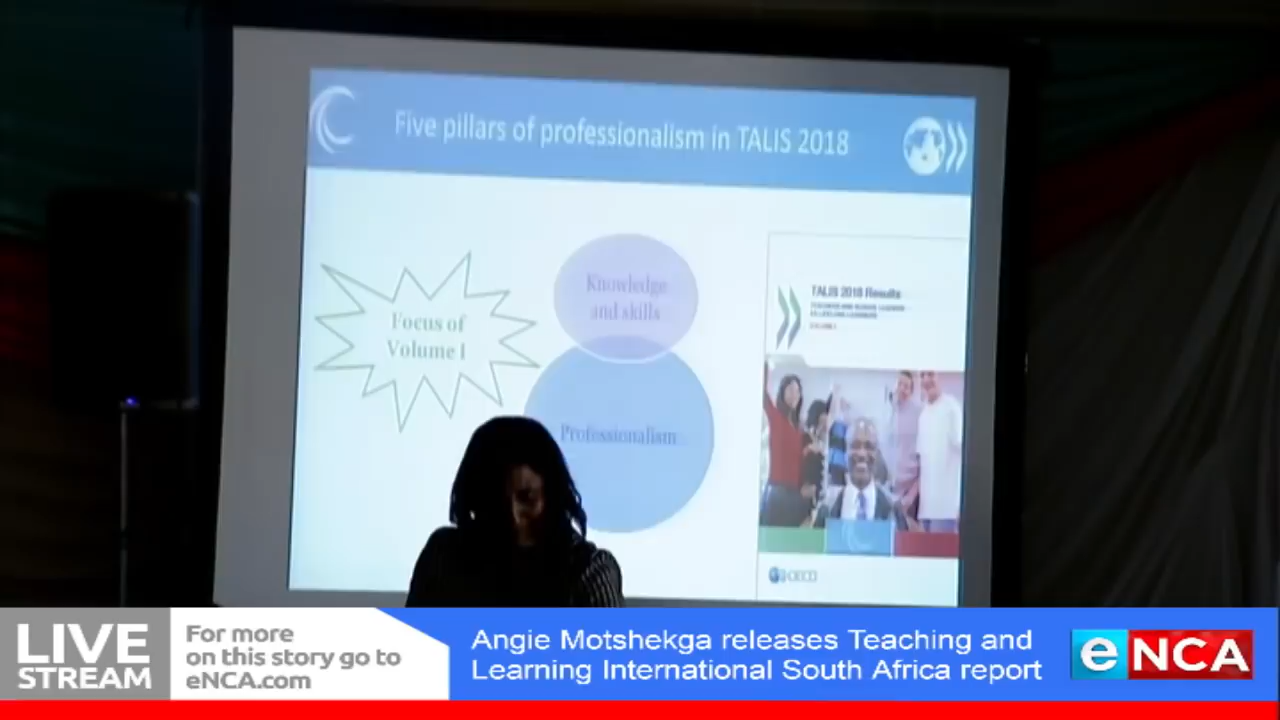 Five pillars of professionalism in TALIS 2018
Knowledge
and skills
Focus of
Volume I
Professionalism
TALIS 2018 Results
OECD
LIVE
STREAM
For more
on this story go to
eNCA.com
Angie Motshekga releases Teaching and
Learning International South Africa report
eNCA